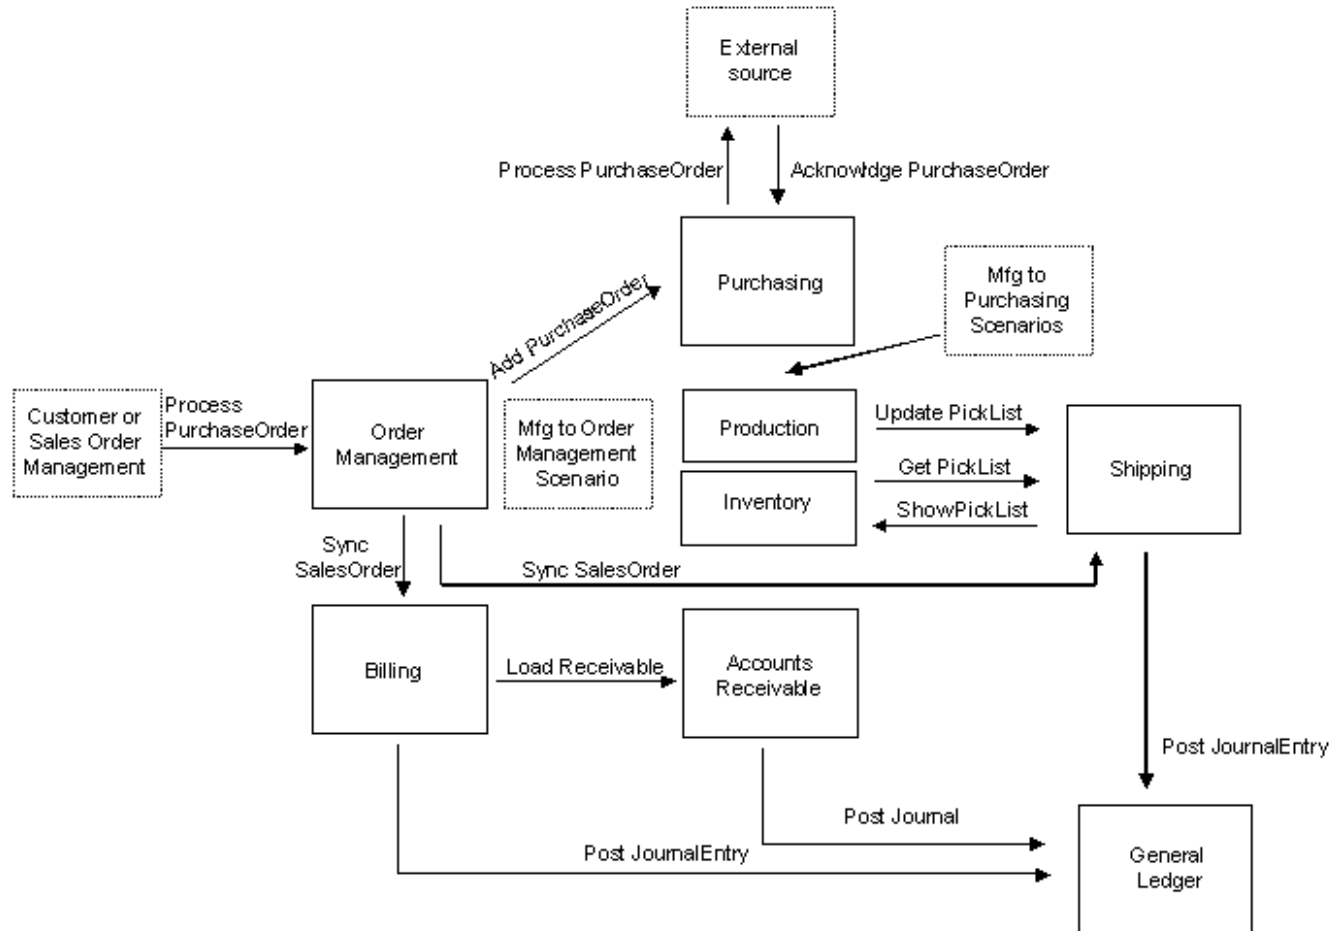 External
source
Process PurchaseOrder
Acknowldge PurchaseOrder
Purchasing
Mfg to
Purchasing
Scenarios
Add PurchaseOrder
Customer or
Sales Order
Management
Process
PurchaseOrder
Order
Management
Mfg to Order
Management
Scenario
Production
Inventory
Update PickList
Get PickList
ShowPickList
Shipping
Sync
SalesOrder
Sync SalesOrder
Billing
Load Receivable
Accounts
Receivable
Post JournalEntry
Post Journal
Post JournalEntry
General
Ledger